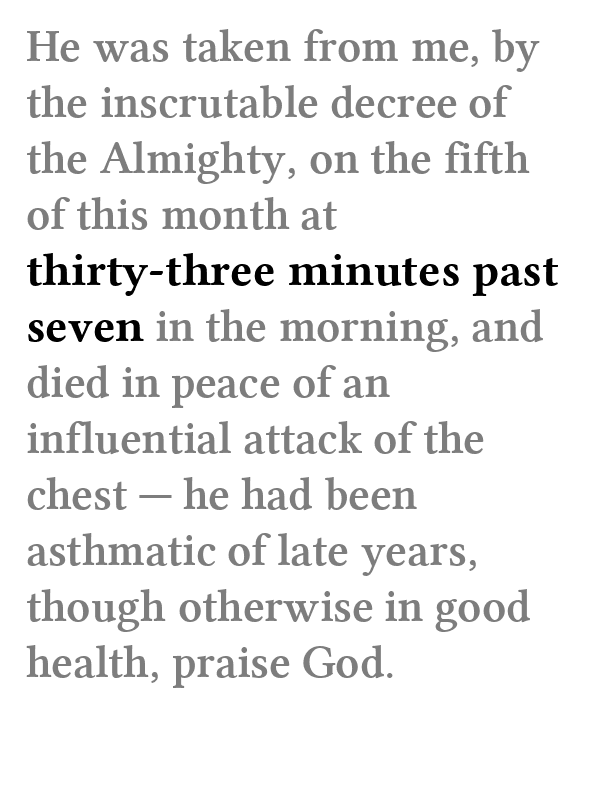 He was taken from me, by
the inscrutable decree of
the Almighty, on the fifth
of this month at
thirty-three minutes past
seven in the morning, and
died in peace of an
influential attack of the
chest — he had been
asthmatic of late years,
though otherwise in good
health, praise God.